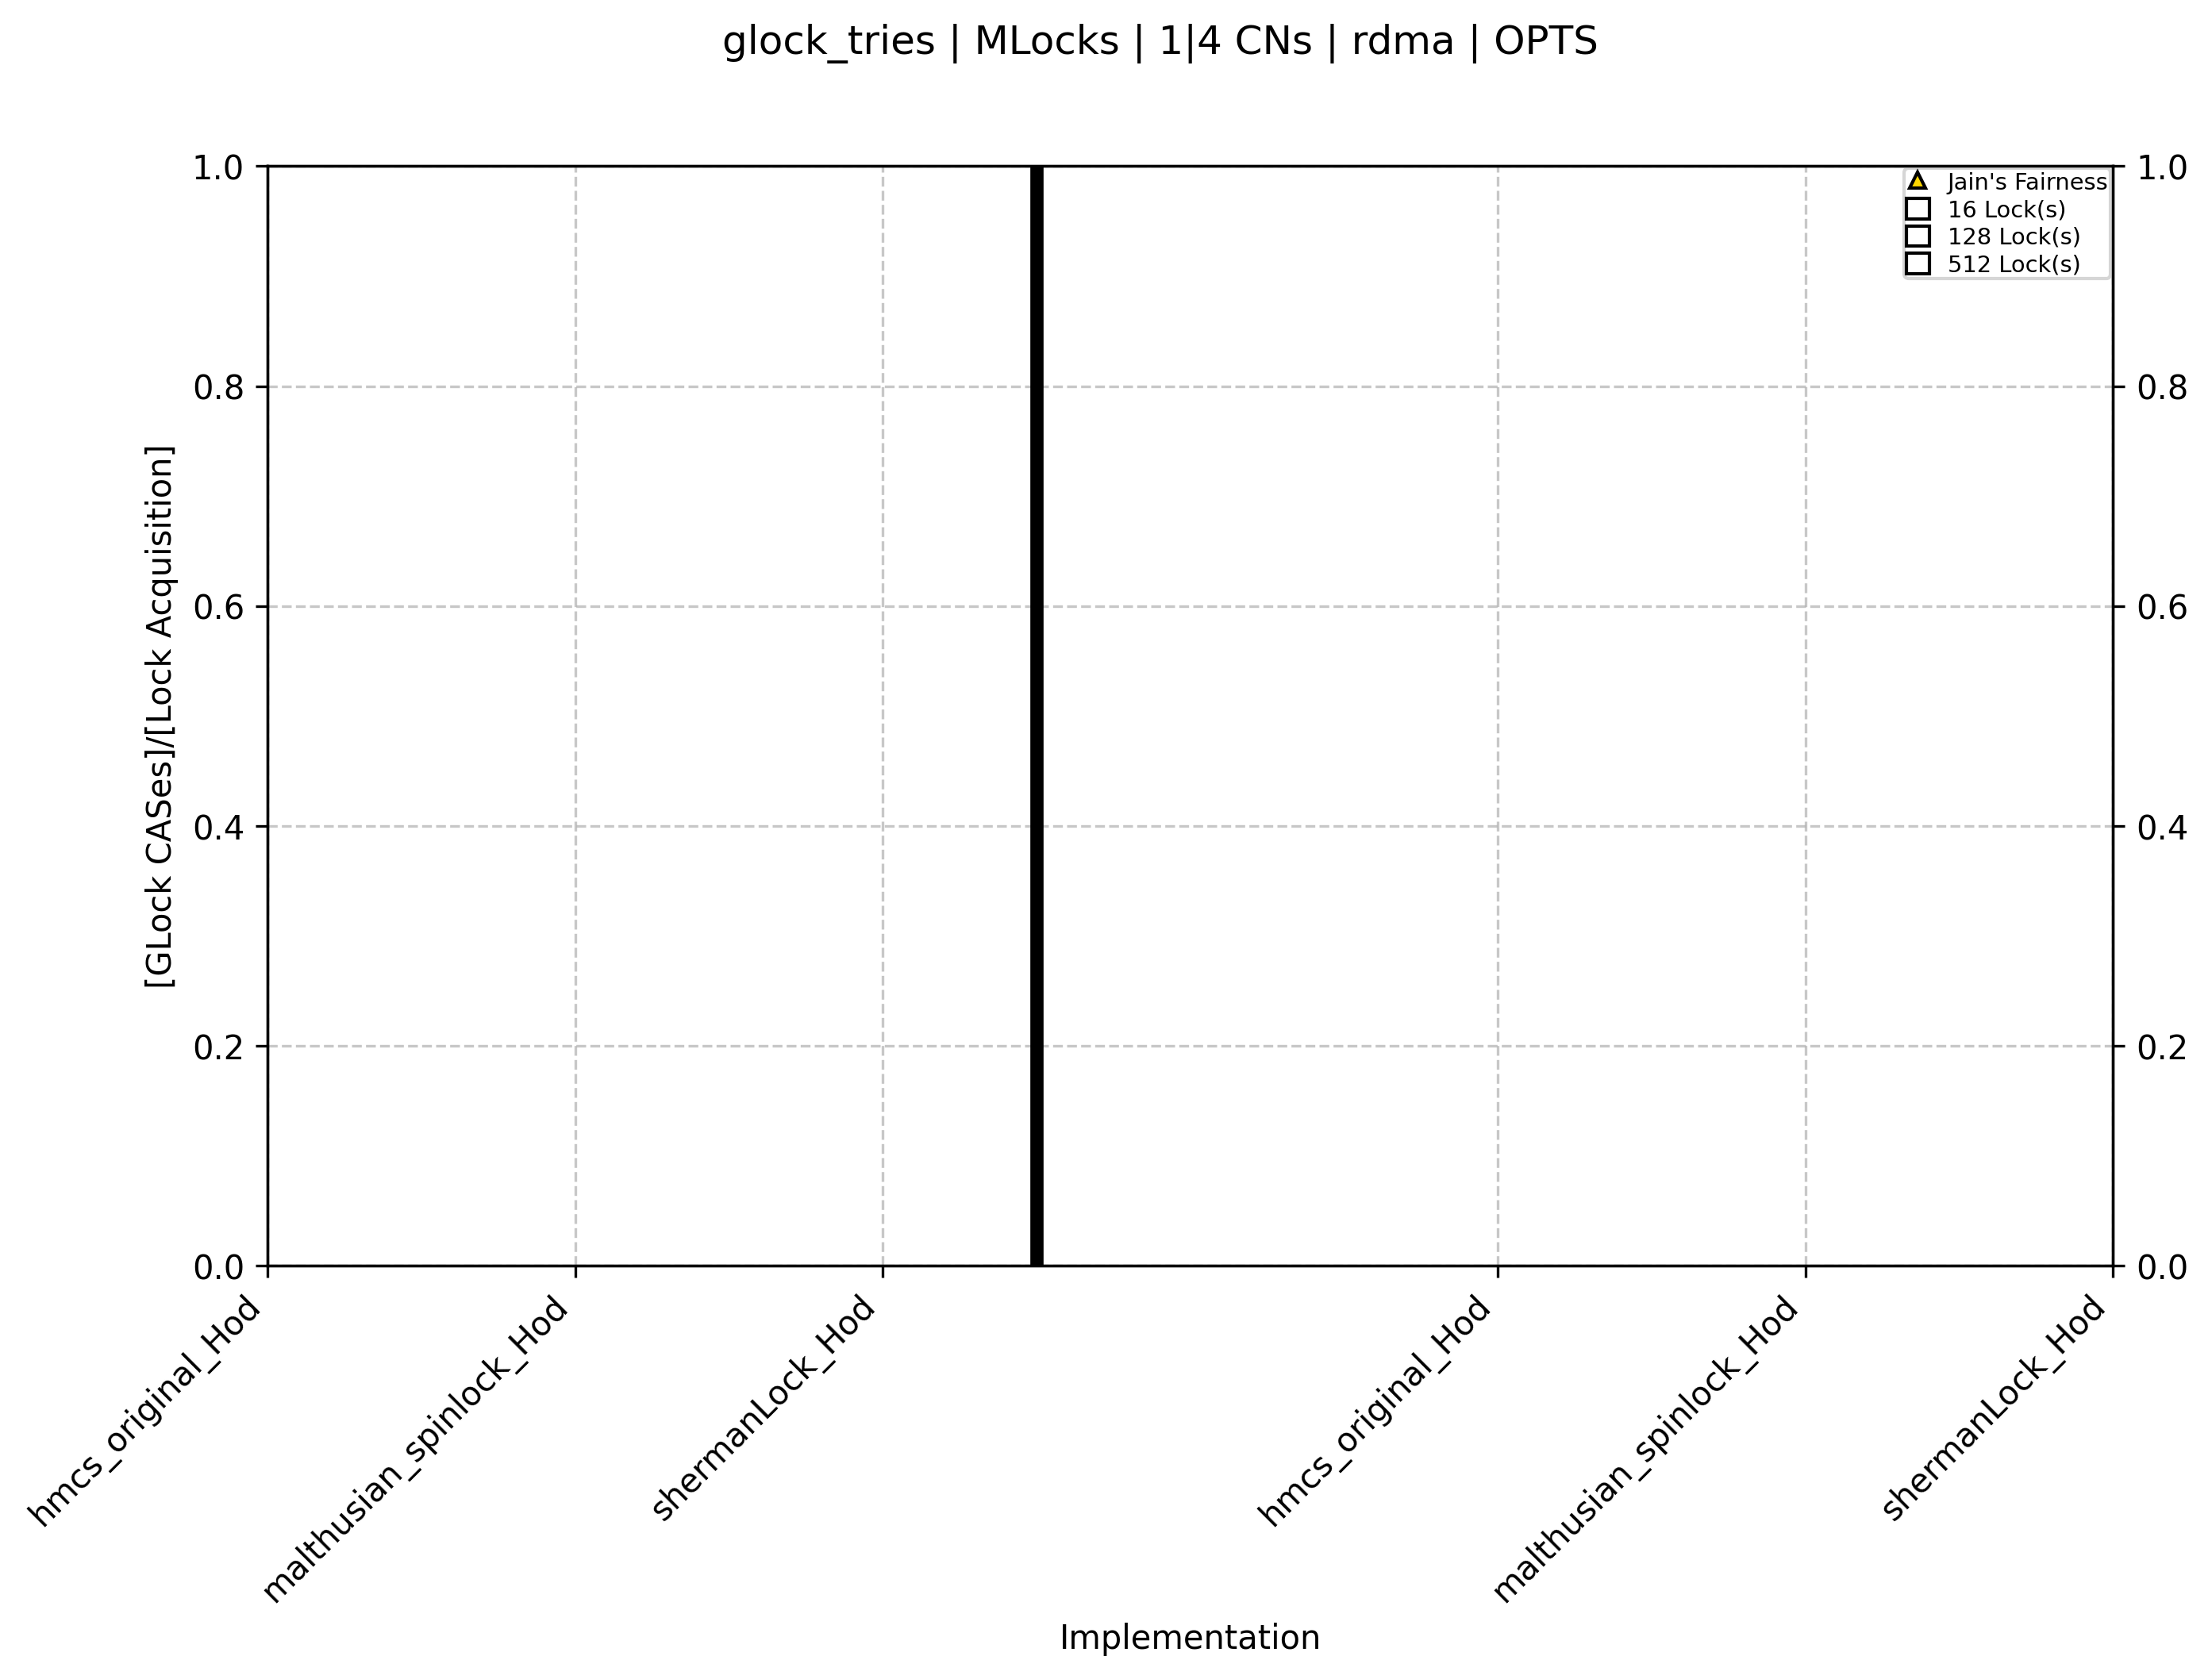 glock_tries | MLocks | 1|4 CNs | rdma | OPTS
1.0
0.8
0.6
0.4
0.2
0.0
[GLock CASes]/[Lock Acquisition]
Jain's Fairness
16 Lock(s)
128 Lock(s)
512 Lock(s)
1.0
0.8
0.6
0.4
0.2
0.0
hmcs_original_Hod
malthusian_spinlock_Hod
shermanLock_Hod
hmcs_original_Hod
malthusian_spinlock_Hod
shermanLock_Hod
Implementation